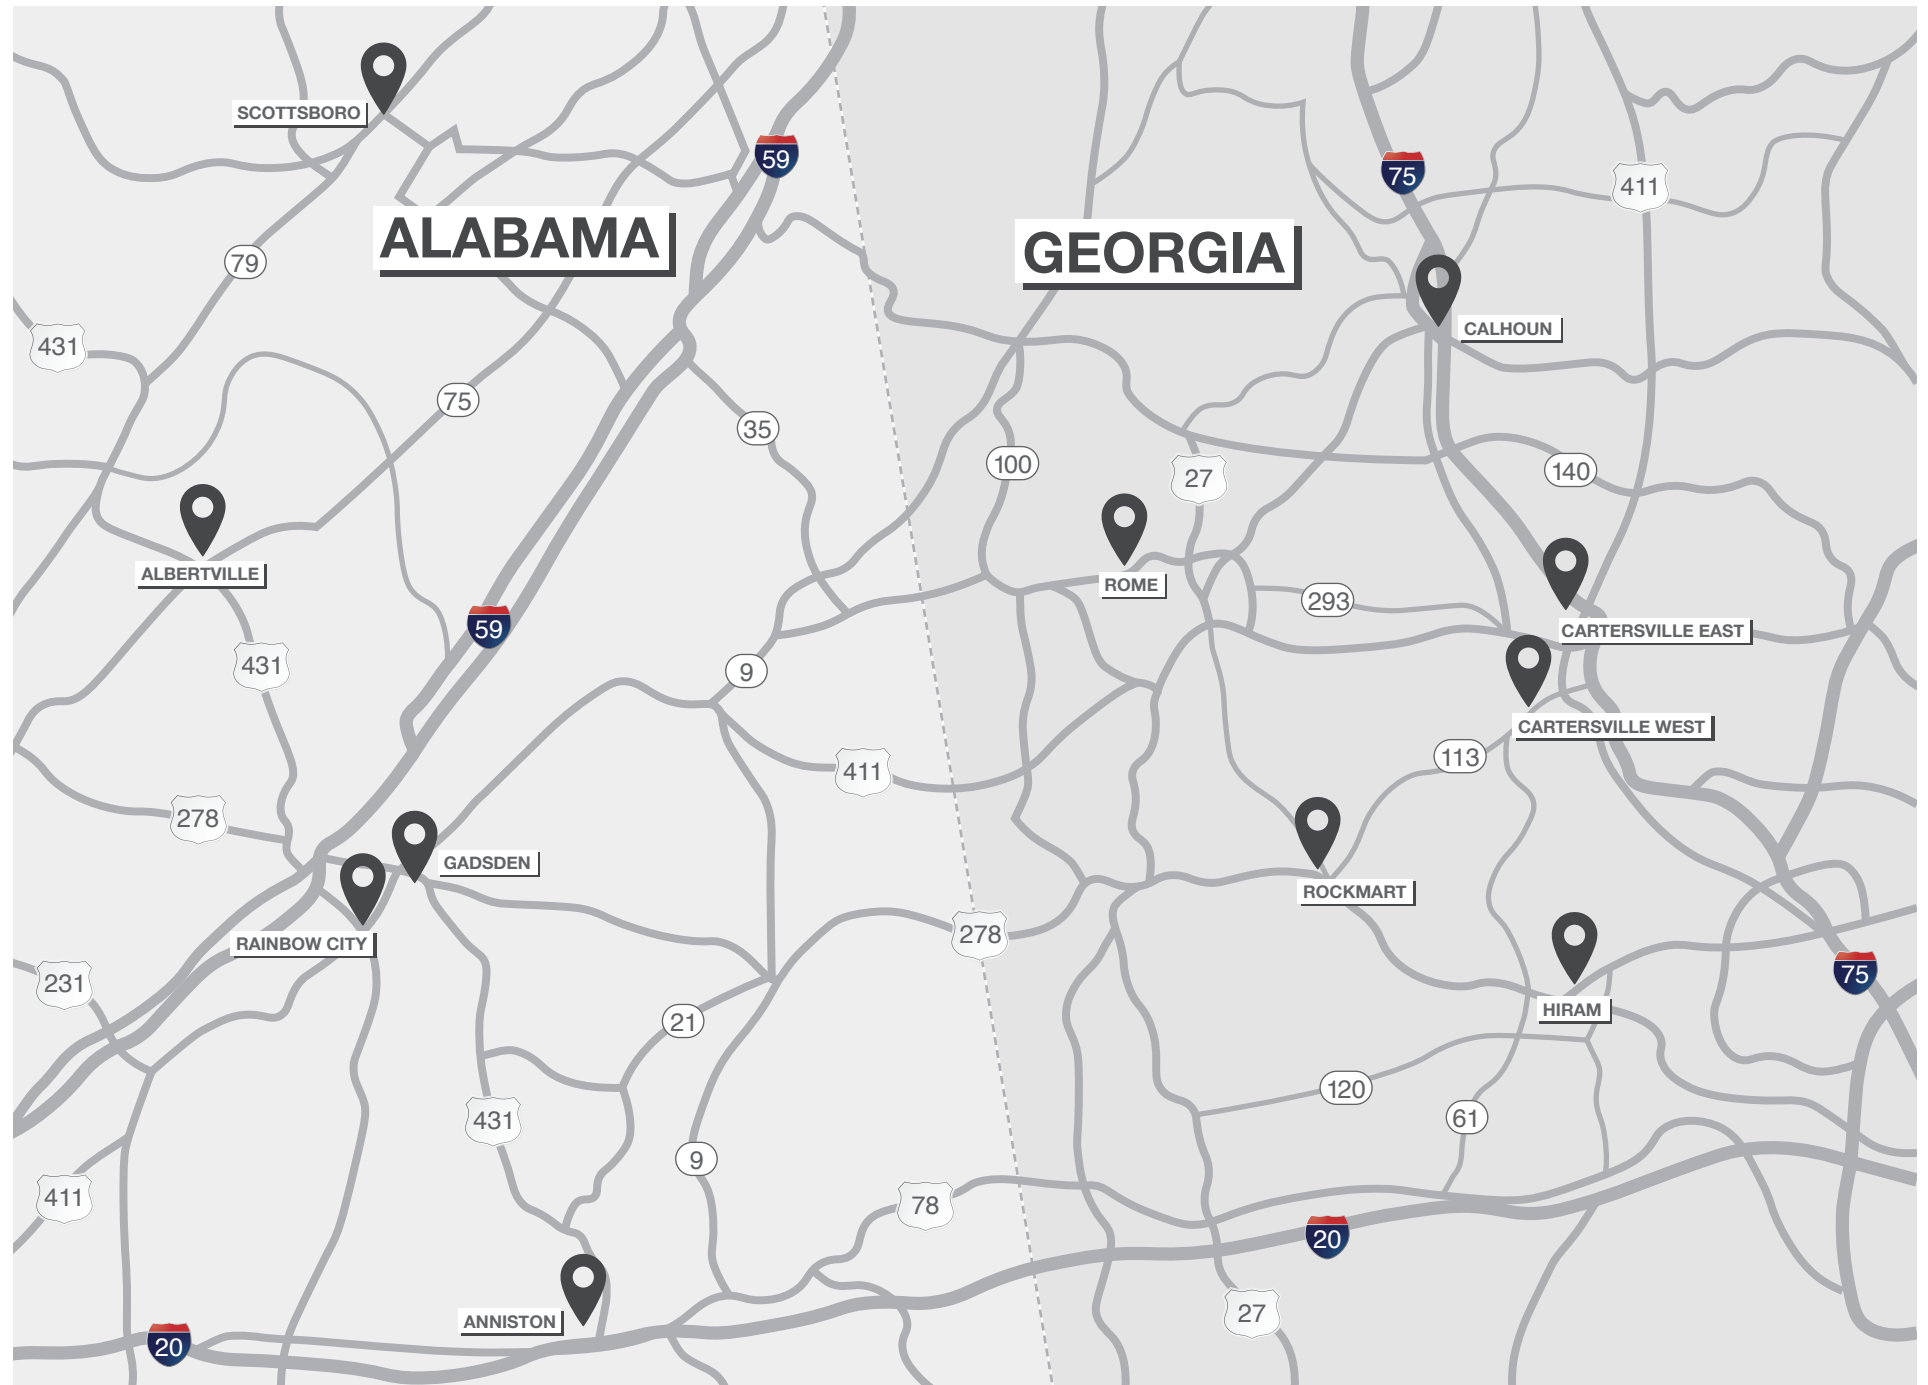 SCOTTSBORO
59
75
411
ALABAMA
GEORGIA
79
431
CALHOUN
75
35
100
27
140
ALBERTVILLE
ROME
293
59
CARTERSVILLE EAST
431
9
CARTERSVILLE WEST
411
113
278
GADSDEN
ROCKMART
RAINBOW CITY
278
HIRAM
75
231
21
120
431
61
9
411
78
20
27
ANNISTON
20